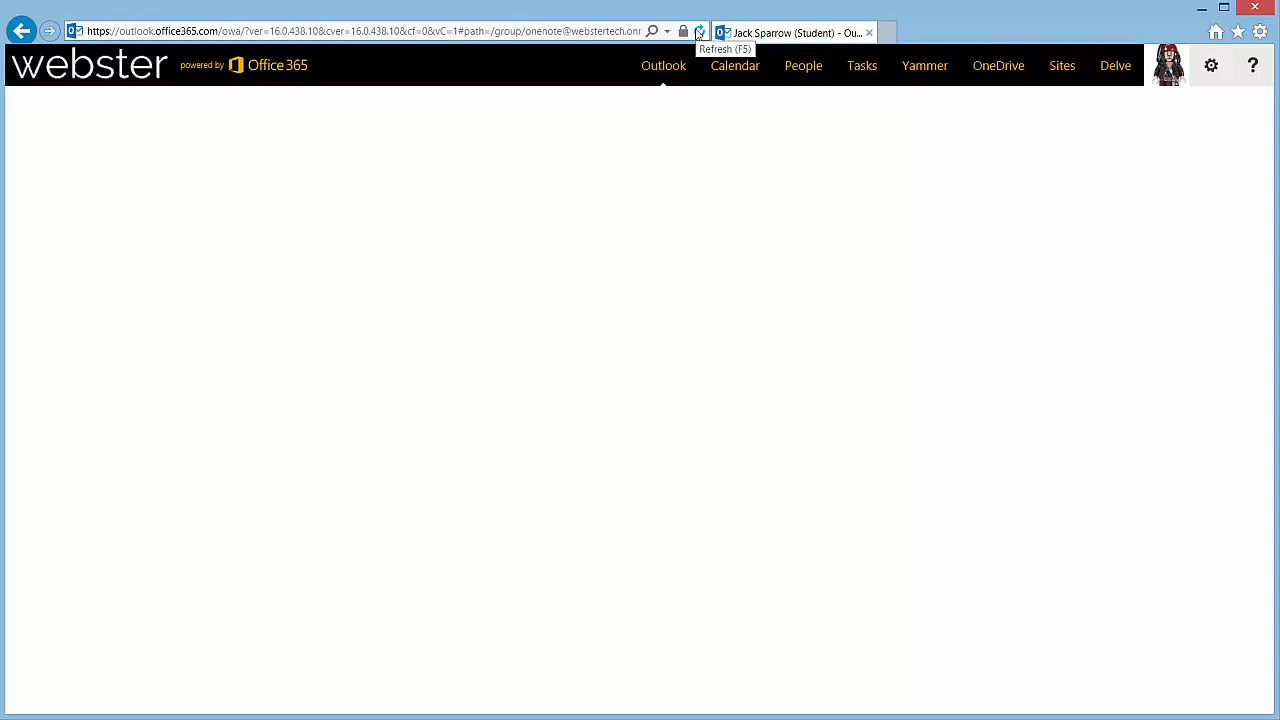 https://outlook.office365.com/owa/?ver=16.0.438.10&cver=16.0.438.10&cf=0&vC=1#path=/group/onenote@webstertech.onr
Jack Sparrow (Student) - Ou...
Refresh (F5)
webster powered by Office 365
Outlook Calendar People Tasks Yammer OneDrive Sites Delve ?